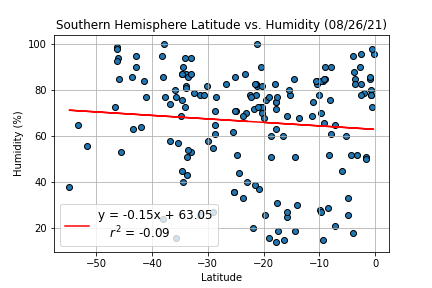 Southern Hemisphere Latitude vs. Humidity (08/26/21)
100
80
60
40
20
Humidity (%)
y = -0.15x + 63.05
r² = -0.09
−50
−40
−30
−20
−10
0
Latitude